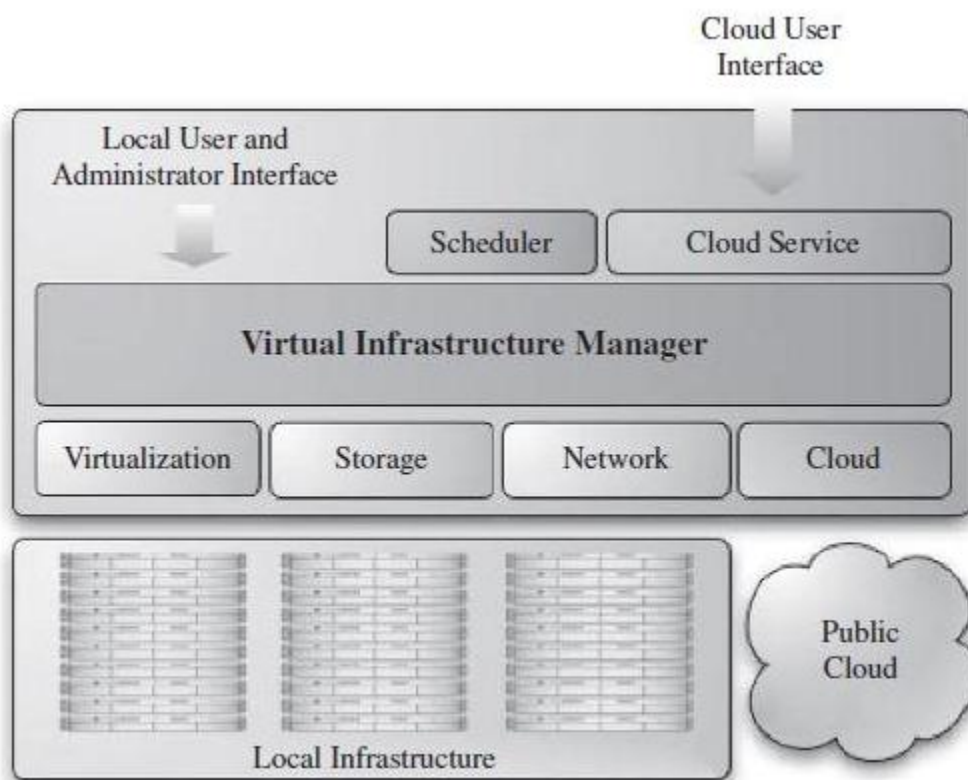 Cloud User
Interface
Local User and
Administrator Interface
Scheduler
Cloud Service
Virtual Infrastructure Manager
Virtualization
Storage
Network
Cloud
Public
Cloud
Local Infrastructure